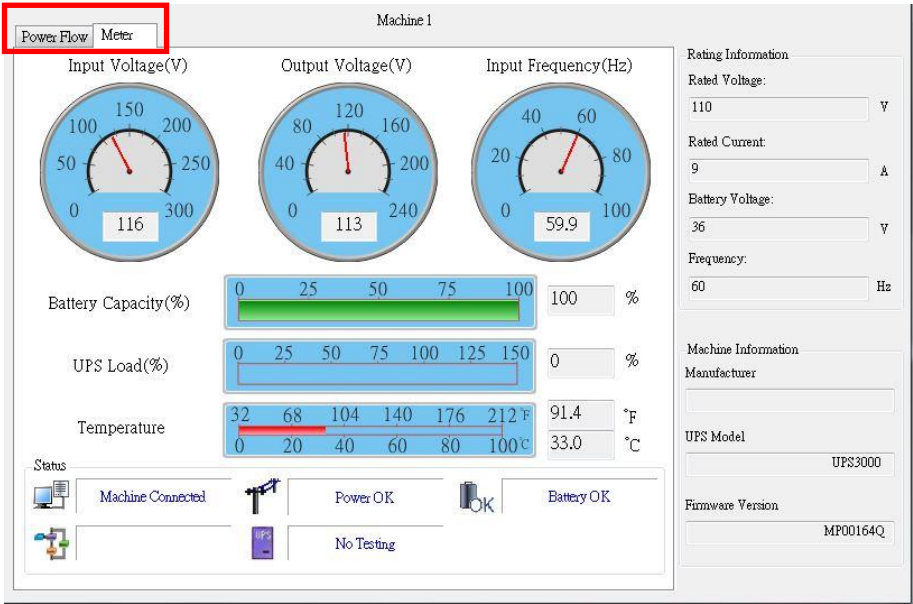 Machine 1
Power Flow Meter
Input Voltage(V)
0 50 100 150 200 250 300
116
Output Voltage(V)
0 40 80 120 160 200 240
113
Input Frequency(Hz)
0 20 40 60 80 100
59.9
Battery Capacity(%)
0 25 50 75 100
100 %
UPS Load(%)
0 25 50 75 100 125 150
0 %
Temperature
32 68 104 140 176 212 °F
0 20 40 60 80 100°C
91.4 °F
33.0 °C
Status
Machine Connected
Power OK
OK
Battery OK
UPS
No Testing
Rating Information
Rated Voltage:
110 V
Rated Current:
9 A
Battery Voltage:
36 V
Frequency:
60 Hz
Machine Information
Manufacturer
UPS Model
UPS3000
Firmware Version
MP00164Q